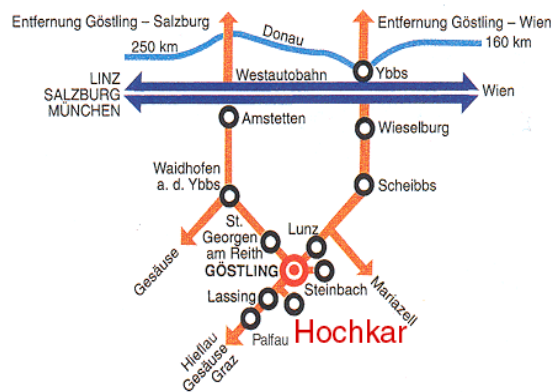 Entfernung Göstling – Salzburg
Entfernung Göstling – Wien
250 km
Donau
160 km
Ybbs
LINZ
SALZBURG
MÜNCHEN
Westautobahn
Wien
Amstetten
Wieselburg
Waidhofen
a. d. Ybbs
Scheibbs
St.
Georgen
am Reith
Lunz
Gesäuse
GÖSTLING
Steinbach
Mariazell
Lassing
Palfau
Hochkar
Hieflau
Gesäuse
Graz